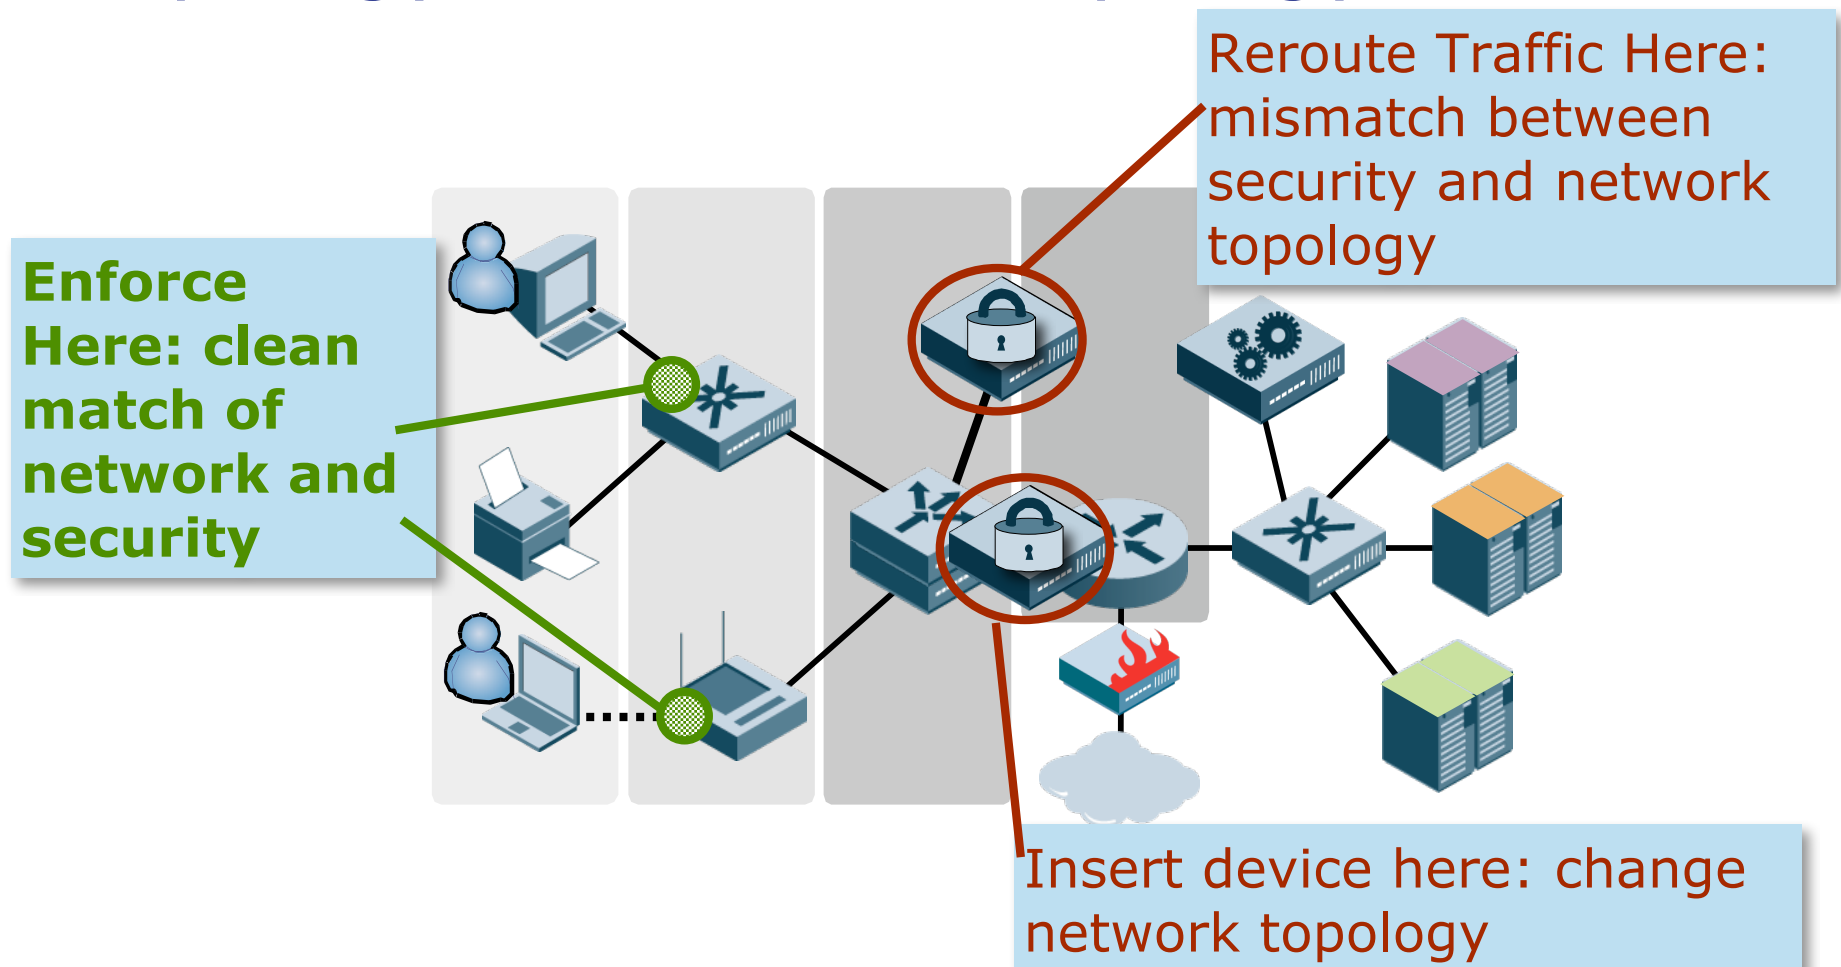 Reroute Traffic Here:
mismatch between
security and network
topology
Enforce
Here: clean
match of
network and
security
Insert device here: change
network topology